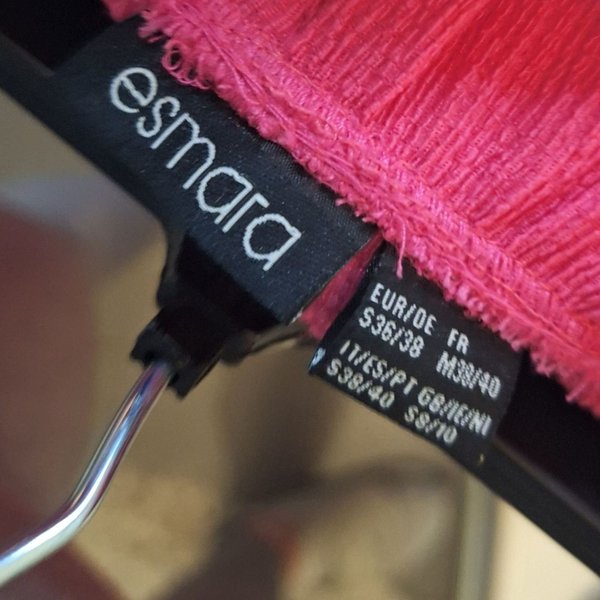 esmara
EUR/DE FR
S36/38 M38/40
IT/ES/PT GB/IE/NI
S38/40 S8/10